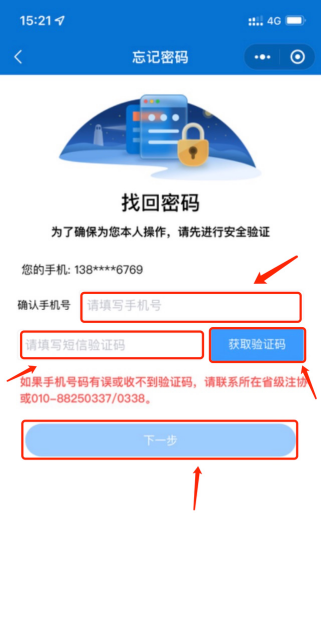 15:21
4G
忘记密码
找回密码
为了确保为您本人操作，请先进行安全验证
您的手机: 138****6769
确认手机号 请填写手机号
请填写短信验证码 获取验证码
如果手机号码有误或收不到验证码，请联系所在省级注协
或010-88250337/0338。
下一步